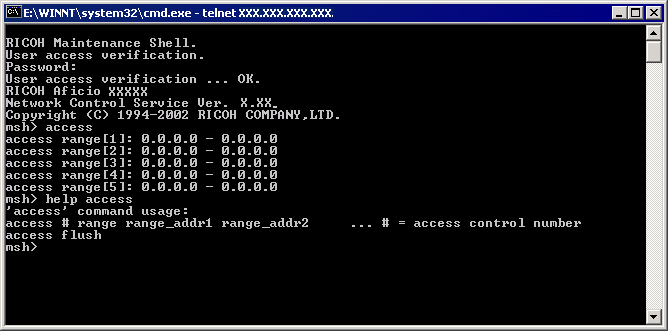 E:\WINNT\system32\cmd.exe - telnet XXX.XXX.XXX.XXX.
RICOH Maintenance Shell.
User access verification.
Password:
User access verification ... OK.
RICOH Aficio XXXXX
Network Control Service Ver. X.XX.
Copyright (C) 1994-2002 RICOH COMPANY,LTD.
msh> access
access range[1]: 0.0.0.0 - 0.0.0.0
access range[2]: 0.0.0.0 - 0.0.0.0
access range[3]: 0.0.0.0 - 0.0.0.0
access range[4]: 0.0.0.0 - 0.0.0.0
access range[5]: 0.0.0.0 - 0.0.0.0
msh> help access
'access' command usage:
access # range range_addr1 range_addr2     ... # = access control number
access flush
msh>